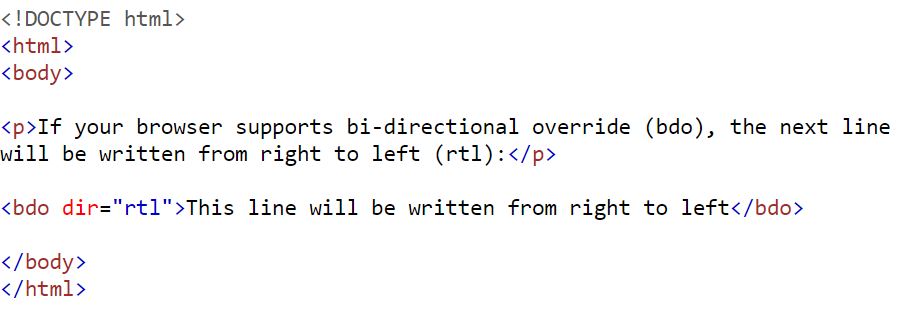 <!DOCTYPE html>
<html>
<body>
<p>If your browser supports bi-directional override (bdo), the next line
will be written from right to left (rtl):</p>
<bdo dir="rtl">This line will be written from right to left</bdo>
</body>
</html>